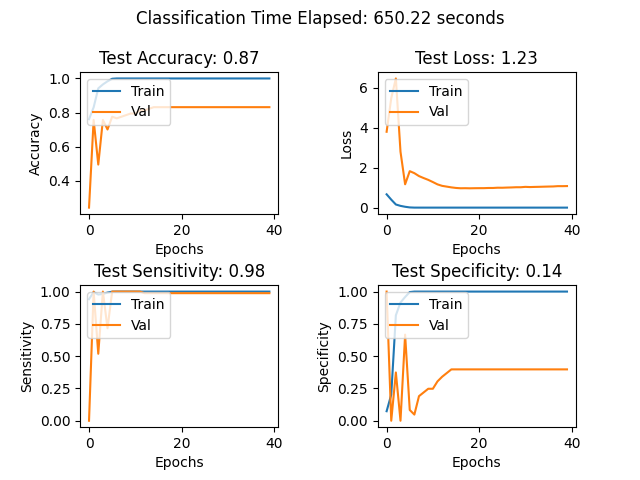 Classification Time Elapsed: 650.22 seconds
Test Accuracy: 0.87
1.0
0.8
0.6
0.4
Accuracy
Train
Val
0
20
40
Epochs
Test Loss: 1.23
6
4
2
0
Loss
Train
Val
0
20
40
Epochs
Test Sensitivity: 0.98
1.00
0.75
0.50
0.25
0.00
Sensitivity
Train
Val
0
20
40
Epochs
Test Specificity: 0.14
1.00
0.75
0.50
0.25
0.00
Specificity
Train
Val
0
20
40
Epochs